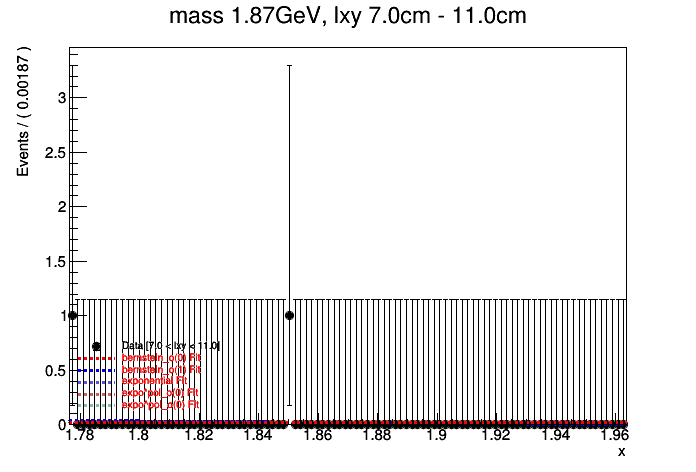 mass 1.87GeV, lxy 7.0cm - 11.0cm
Events / ( 0.00187 )
3
2.5
2
1.5
1
0.5
0
Data [7.0 < lxy < 11.0]
bernstein_o(0) Fit
bernstein_o(1) Fit
exponential Fit
expo*pol_o(0) Fit
expo*pol_o(0) Fit
1.78 1.8 1.82 1.84 1.86 1.88 1.9 1.92 1.94 1.96
x